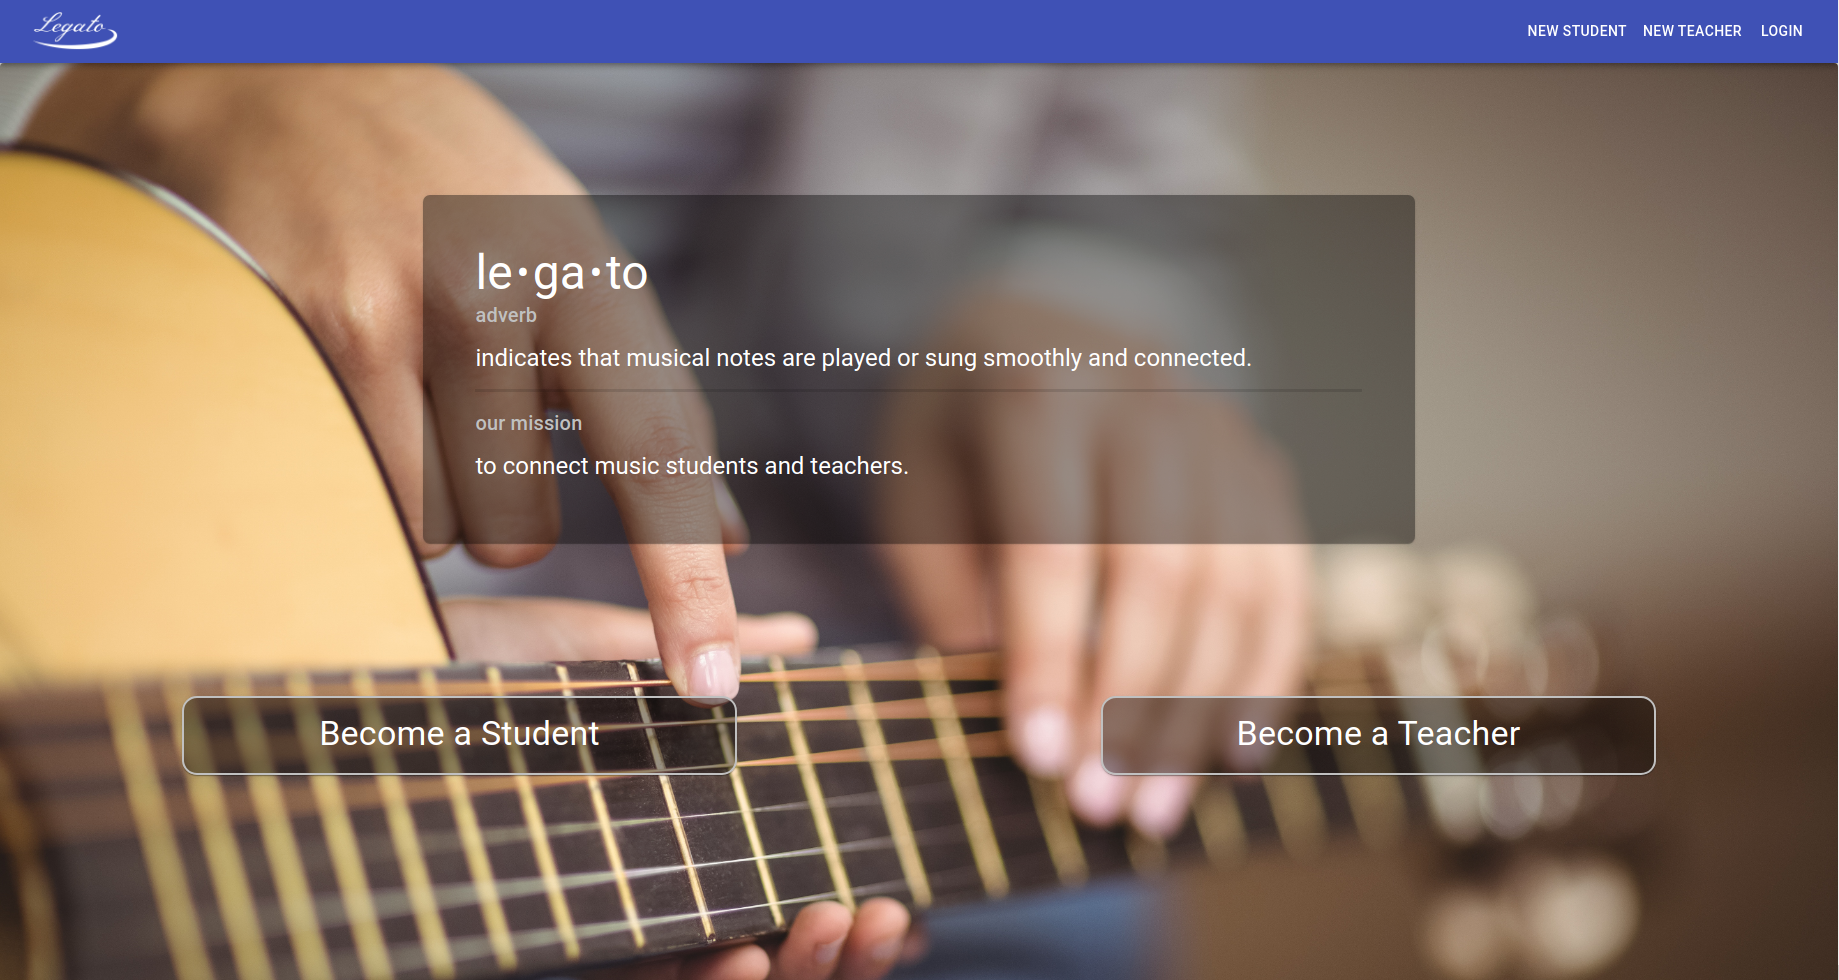 Legato
NEW STUDENT NEW TEACHER LOGIN
le•ga•to
adverb
indicates that musical notes are played or sung smoothly and connected.
our mission
to connect music students and teachers.
Become a Student
Become a Teacher